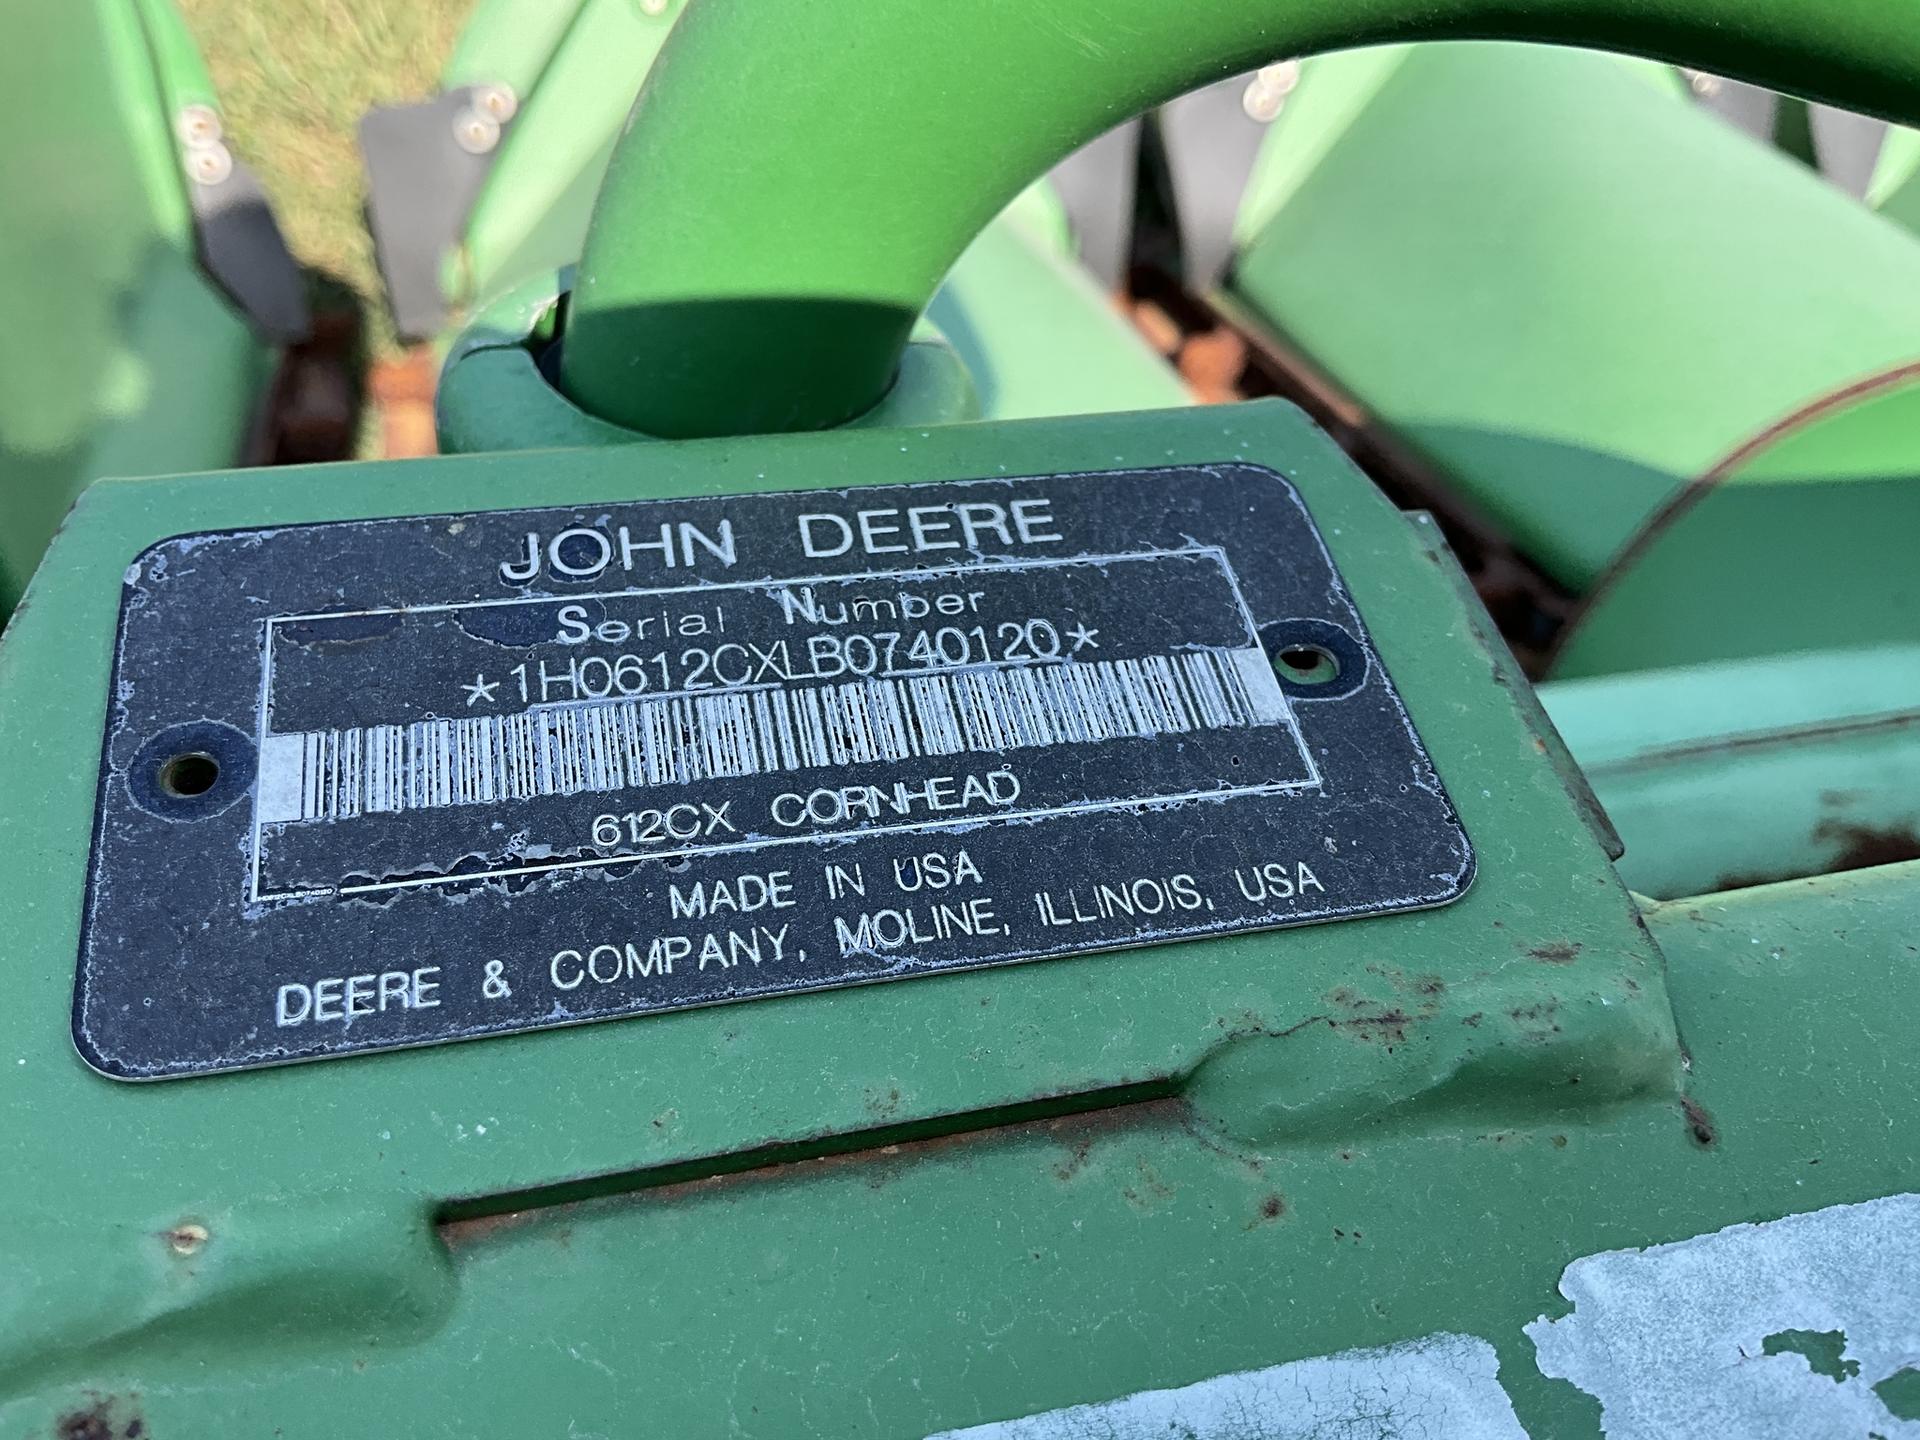 JOHN DEERE
Serial Number
*1H0612CXLB0740120*
612CX CORNHEAD
MADE IN USA
DEERE & COMPANY, MOLINE, ILLINOIS, USA